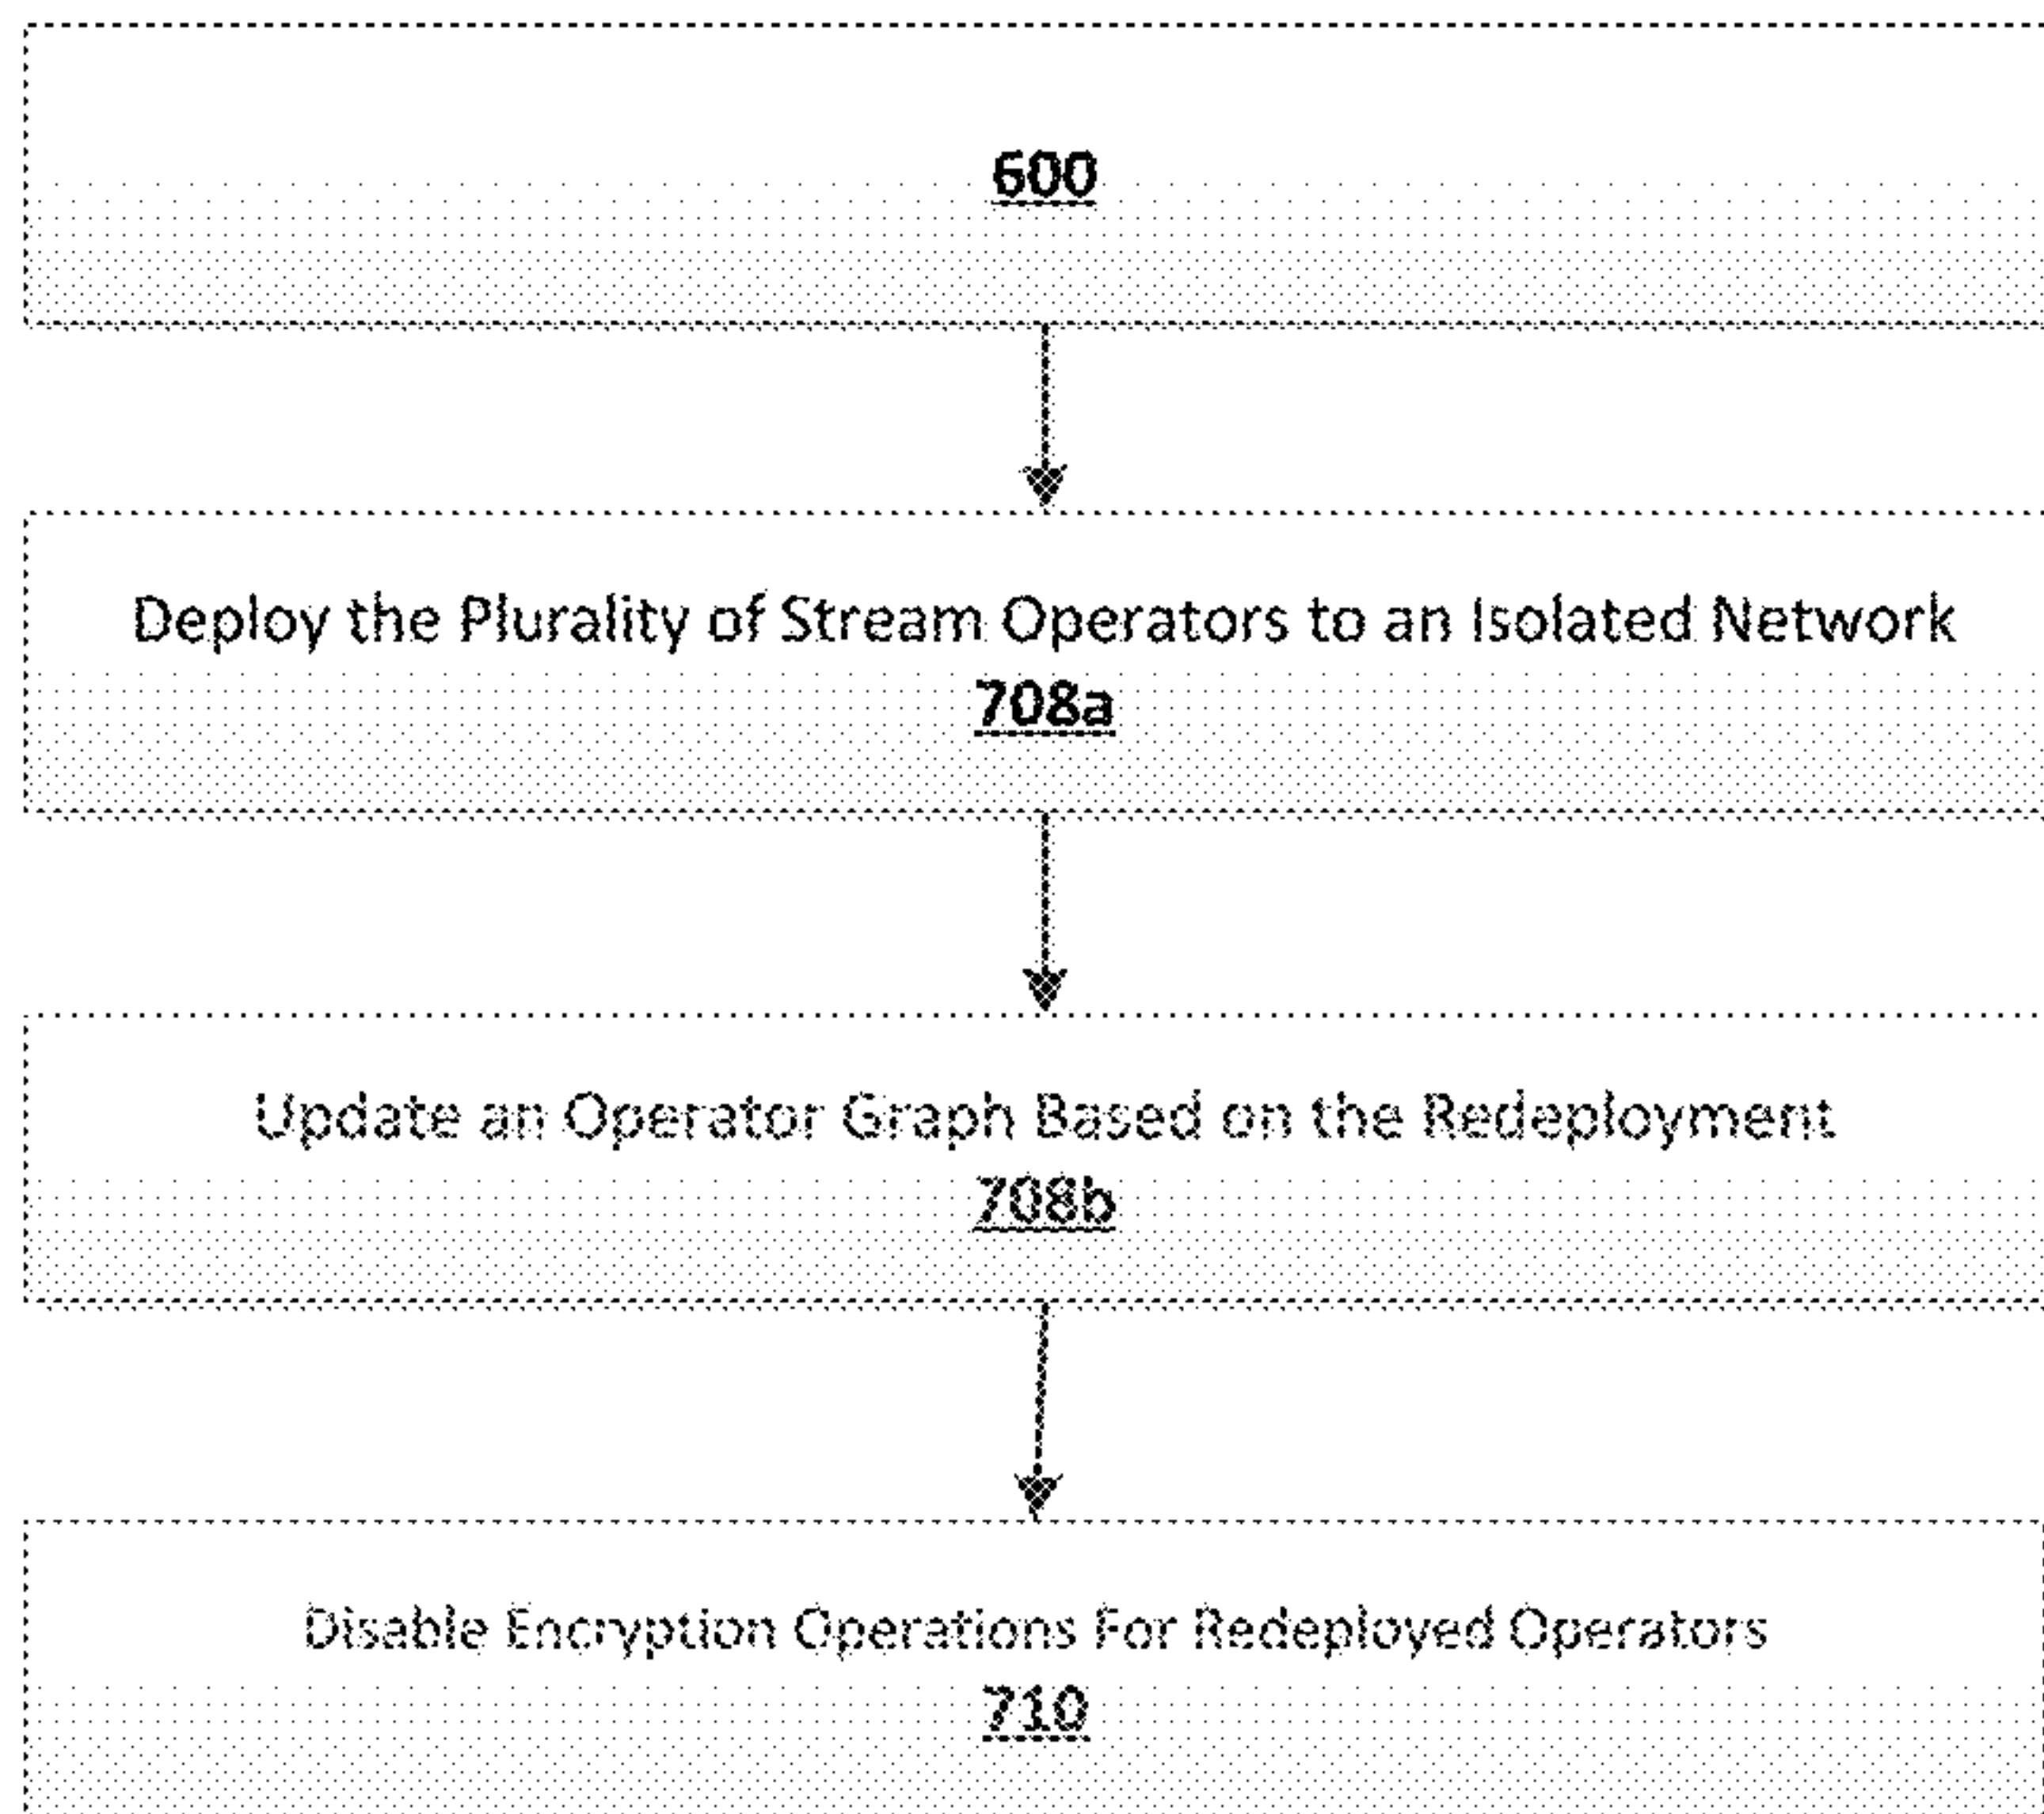 600
Deploy the Plurality of Stream Operators to an Isolated Network
708a
Update an Operator Graph Based on the Redeployment
708b
Disable Encryption Operations For Redeployed Operators
710